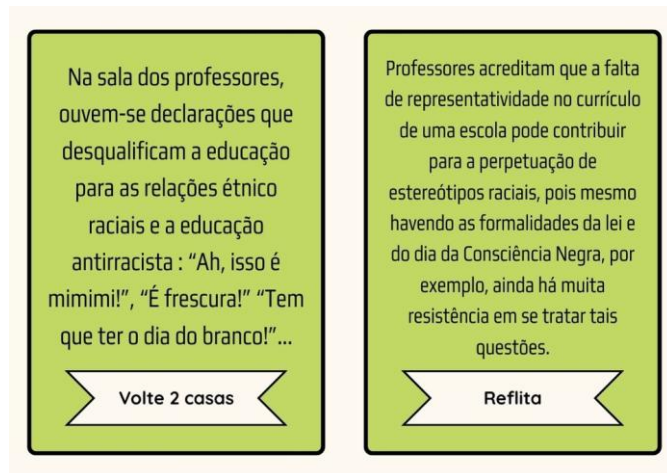 Na sala dos professores,
ouvem-se declarações que
desqualificam a educação
para as relações étnico
raciais e a educação
antirracista : “Ah, isso é
mimimi!”, “É frescura!” “Tem
que ter o dia do branco!”...
Volte 2 casas
Professores acreditam que a falta
de representatividade no currículo
de uma escola pode contribuir
para a perpetuação de
estereótipos raciais, pois mesmo
havendo as formalidades da lei e
do dia da Consciência Negra, por
exemplo, ainda há muita
resistência em se tratar tais
questões.
Reflita